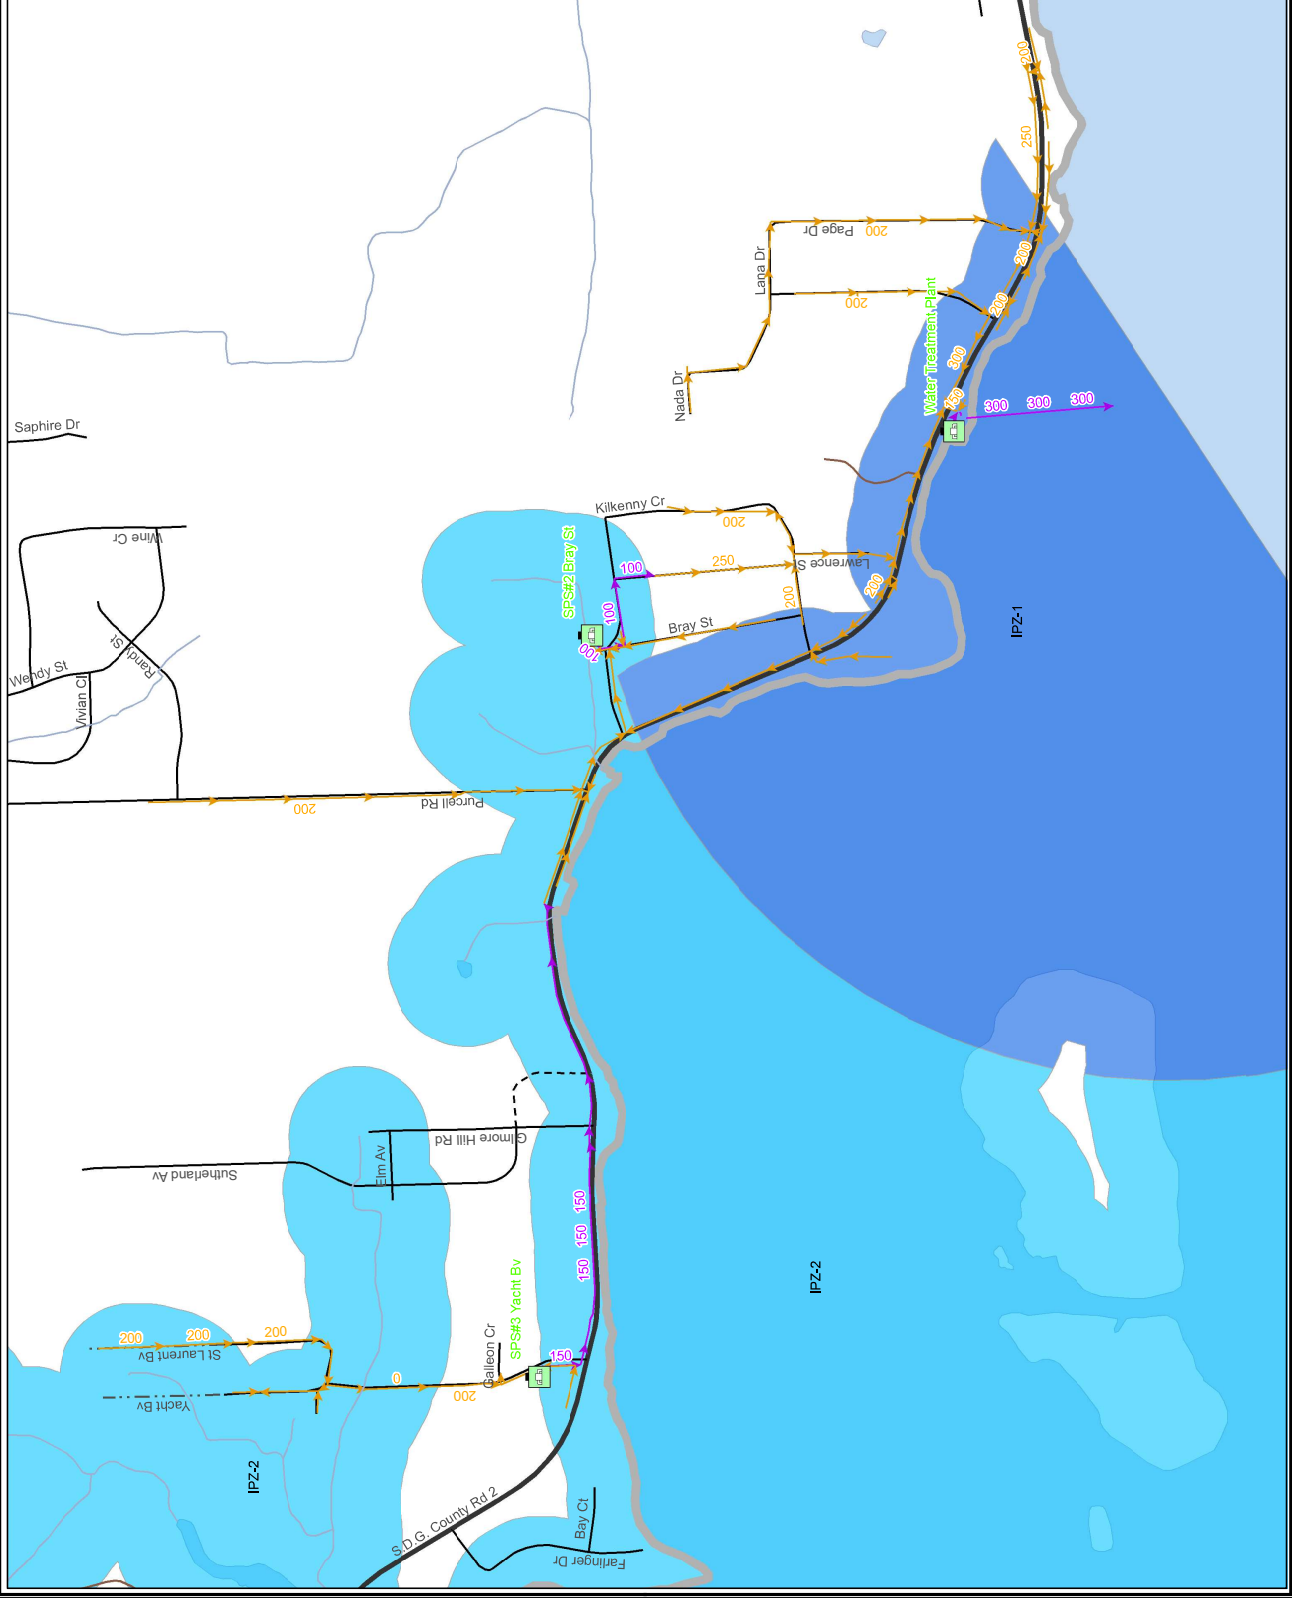 200
250
200
Page Dr
200
Lana Dr
200
200
Water Treatment Plant
300
Nada Dr
150
300
300
300
Saphire Dr
Kilkenny Cr
200
Wine Cr
SPS#2 Bray St
100
250
Lawrence St
200
200
100
Bray St
100
IPZ-1
Randy St
Wendy St
Vivian Cl
200
Purcell Rd
Gilmore Hill Rd
Elm Av
Sutherland Av
150
150
150
SPS#3 Yacht Bv
IPZ-2
200
200
200
St Laurent Bv
Galleon Cr
150
0
200
Yacht Bv
IPZ-2
S.D.G. County Rd 2
Bay Ct
Farlinger Dr